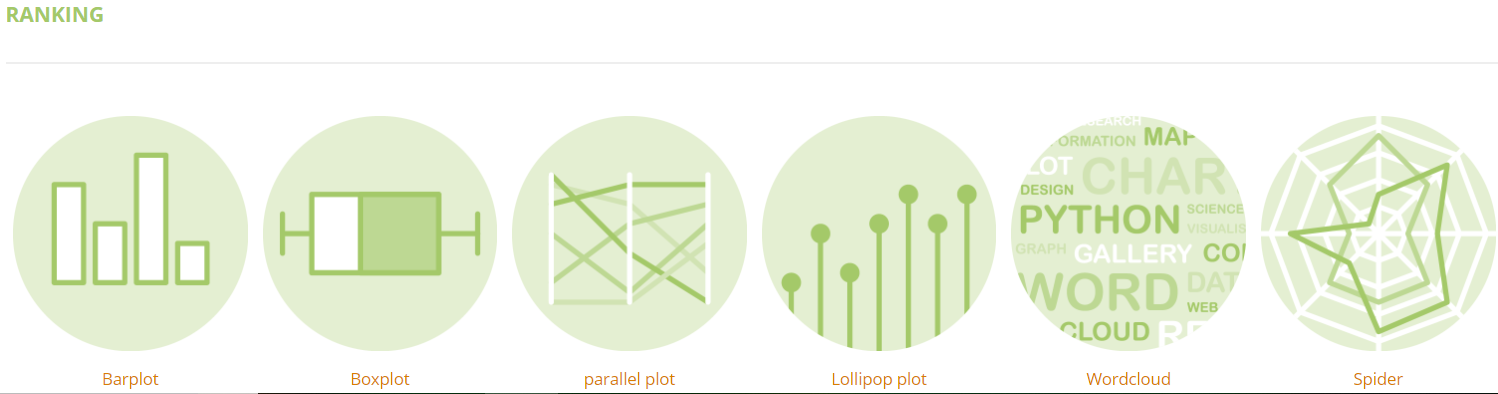 RANKING
SEARCH
ORMATION MAP
LOT CHAR
DESIGN
PYTHON SCIENCE
VISUALIS
GRAPH GALLERY CO
WORD DAT
WEB
CLOUD RE
Barplot Boxplot parallel plot Lollipop plot Wordcloud Spider